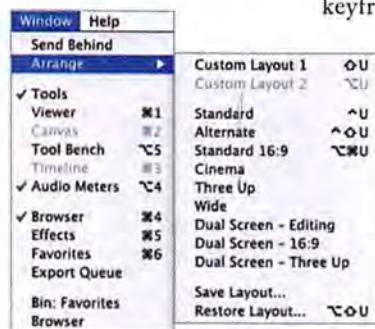 keyfr
Window Help
Send Behind
Arrange ▶
✓ Tools
Viewer ⌘1
Canvas ⌘2
Tool Bench ⌥5
Timeline ⌘3
✓ Audio Meters ⌥4
✓ Browser ⌘4
Effects ⌘5
Favorites ⌘6
Export Queue
Bin: Favorites
Browser
Custom Layout 1 ⇧U
Custom Layout 2 ⌥U
Standard ^U
Alternate ^⇧U
Standard 16:9 ⌥⌘U
Cinema
Three Up
Wide
Dual Screen – Editing
Dual Screen – 16:9
Dual Screen – Three Up
Save Layout...
Restore Layout... ⌥⇧U